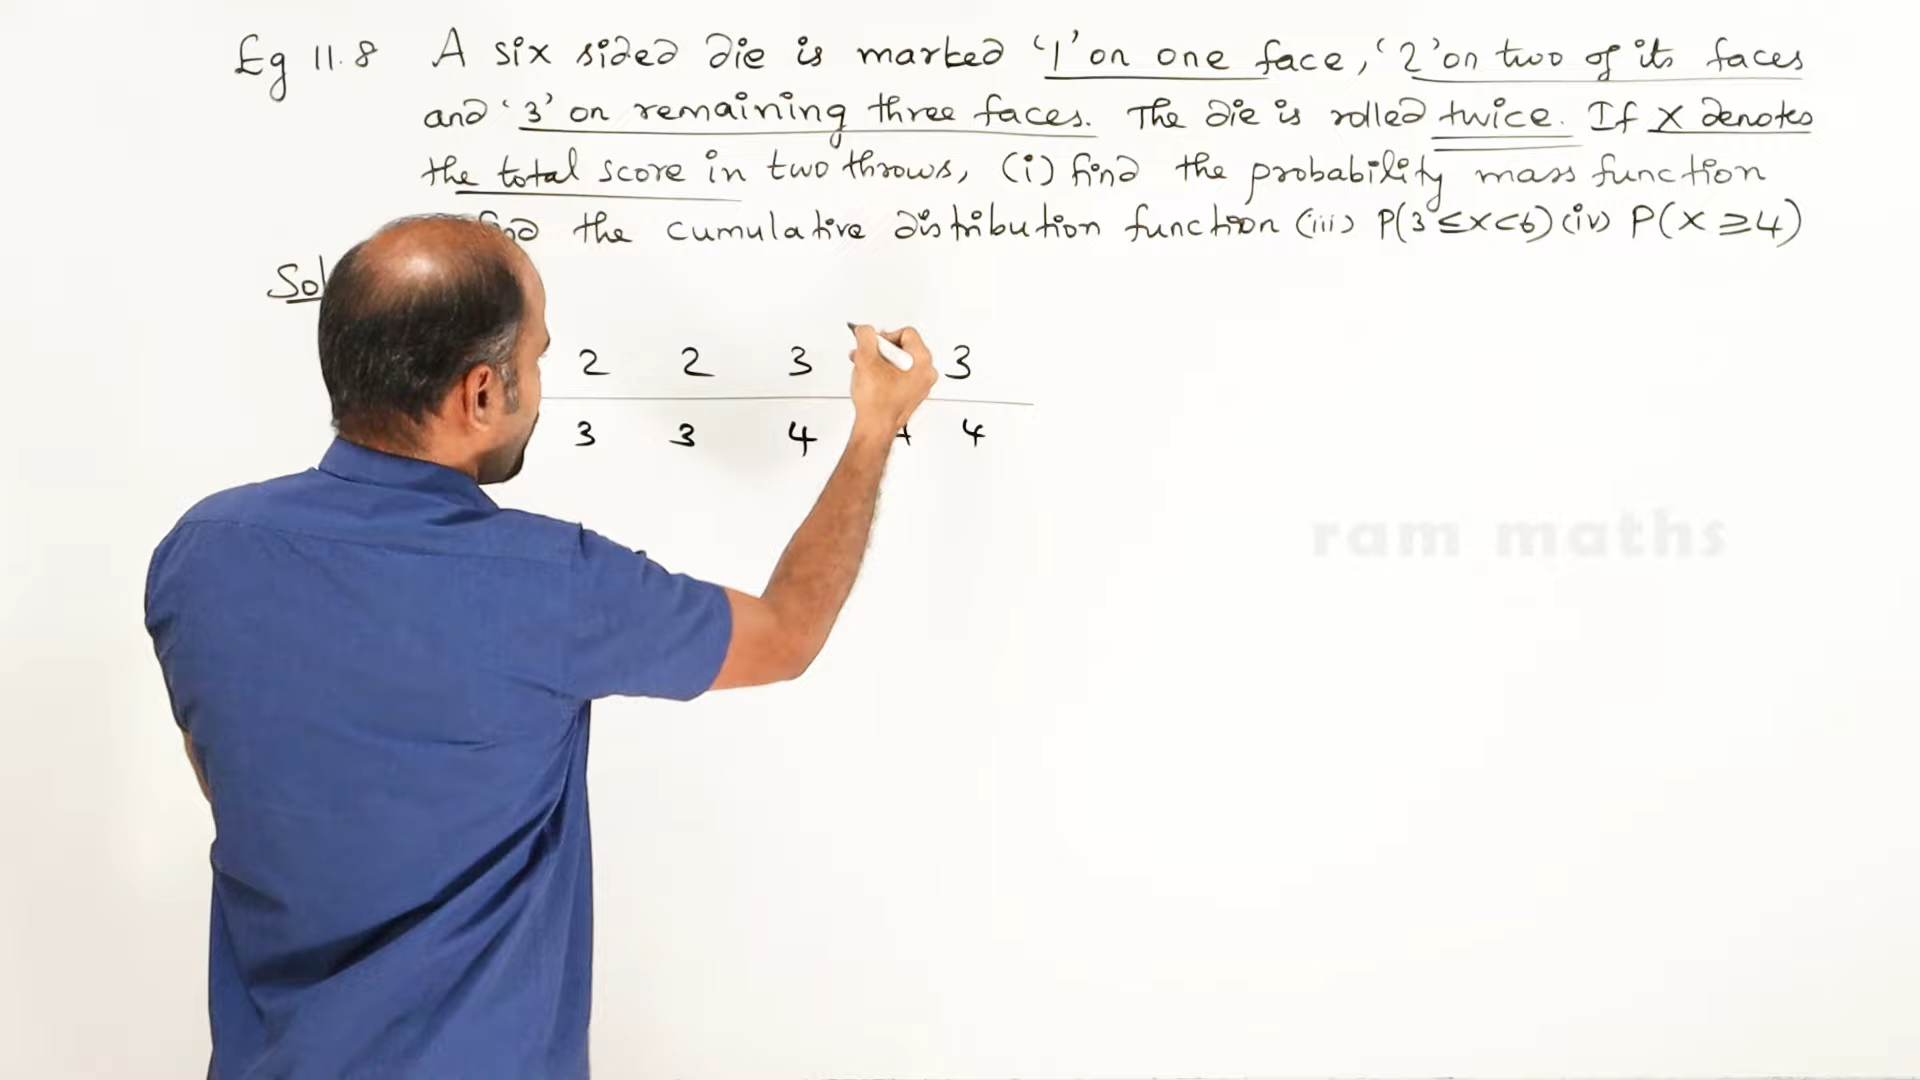 Eg 11.8 A six sided die is marked '1' on one face, '2' on two of its faces
and '3' on remaining three faces. The die is rolled twice. If X denotes
the total score in two throws, (i) find the probability mass function
the cumulative distribution function (iii) P(3≤x<6) (iv) P(X ≥4)
Sol
2 2 3 3
3 3 4 4
ram maths